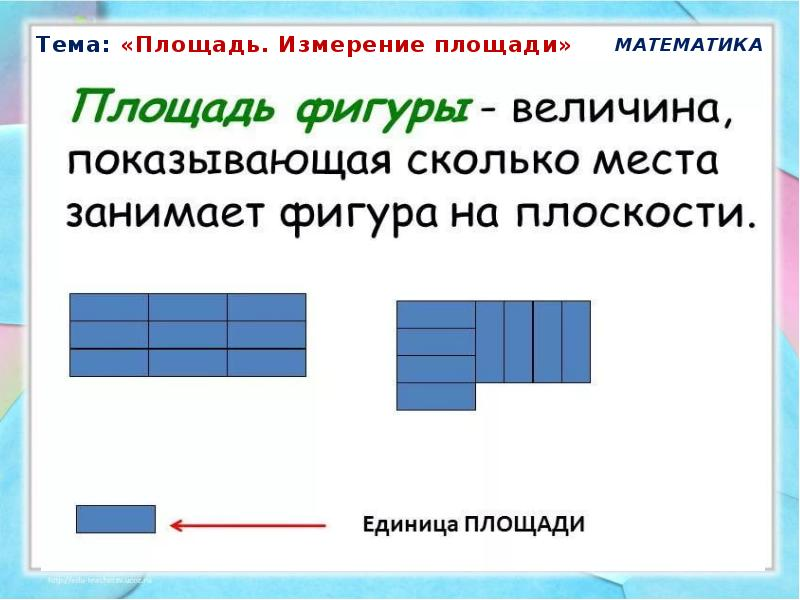 Тема: «Площадь. Измерение площади» МАТЕМАТИКА
Площадь фигуры - величина,
показывающая сколько места
занимает фигура на плоскости.
Единица ПЛОЩАДИ